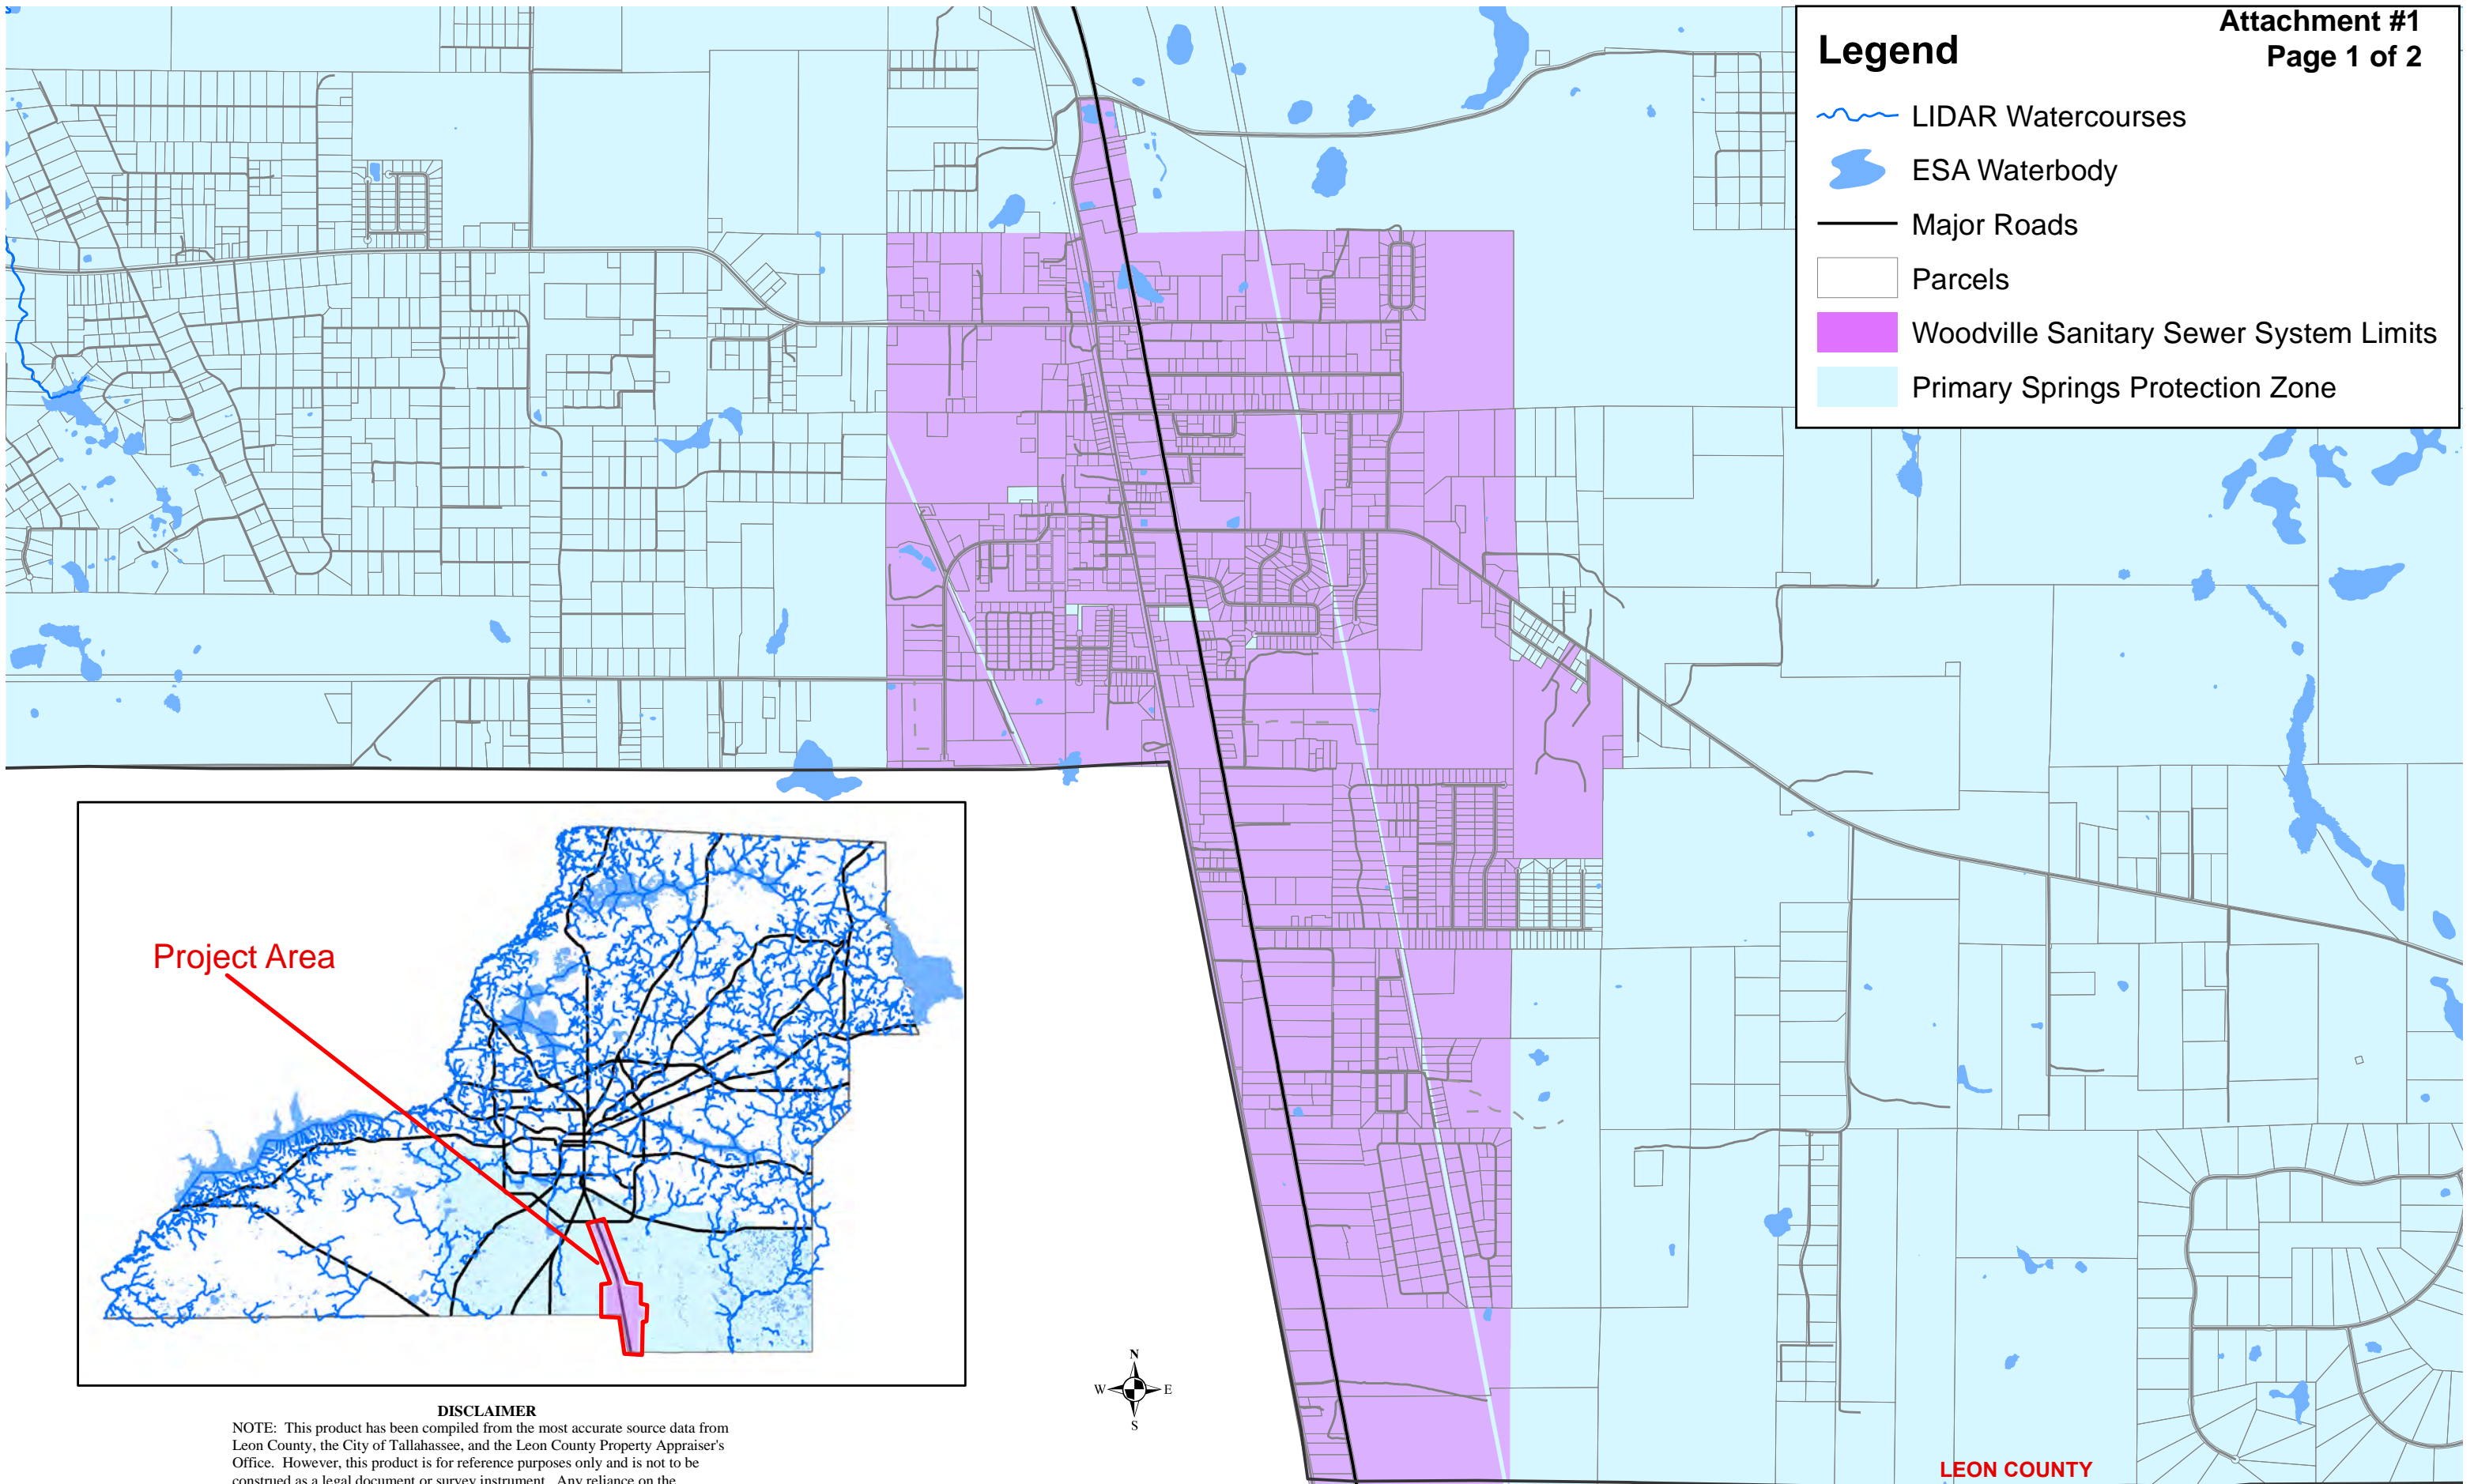 Attachment #1
Page 1 of 2
Legend
LIDAR Watercourses
ESA Waterbody
Major Roads
Parcels
Woodville Sanitary Sewer System Limits
Primary Springs Protection Zone
Project Area
N
W E
S
DISCLAIMER
NOTE: This product has been compiled from the most accurate source data from
Leon County, the City of Tallahassee, and the Leon County Property Appraiser's
Office. However, this product is for reference purposes only and is not to be
construed as a legal document or survey instrument. Any reliance on the
LEON COUNTY